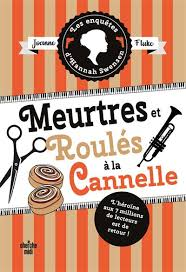 Les enquêtes
d'Hannah Swensen
Joanne Fluke
Meurtres et
Roulés
à la
Cannelle
L'héroïne
aux 7 millions
de lecteurs
est de
retour !
cherche
midi